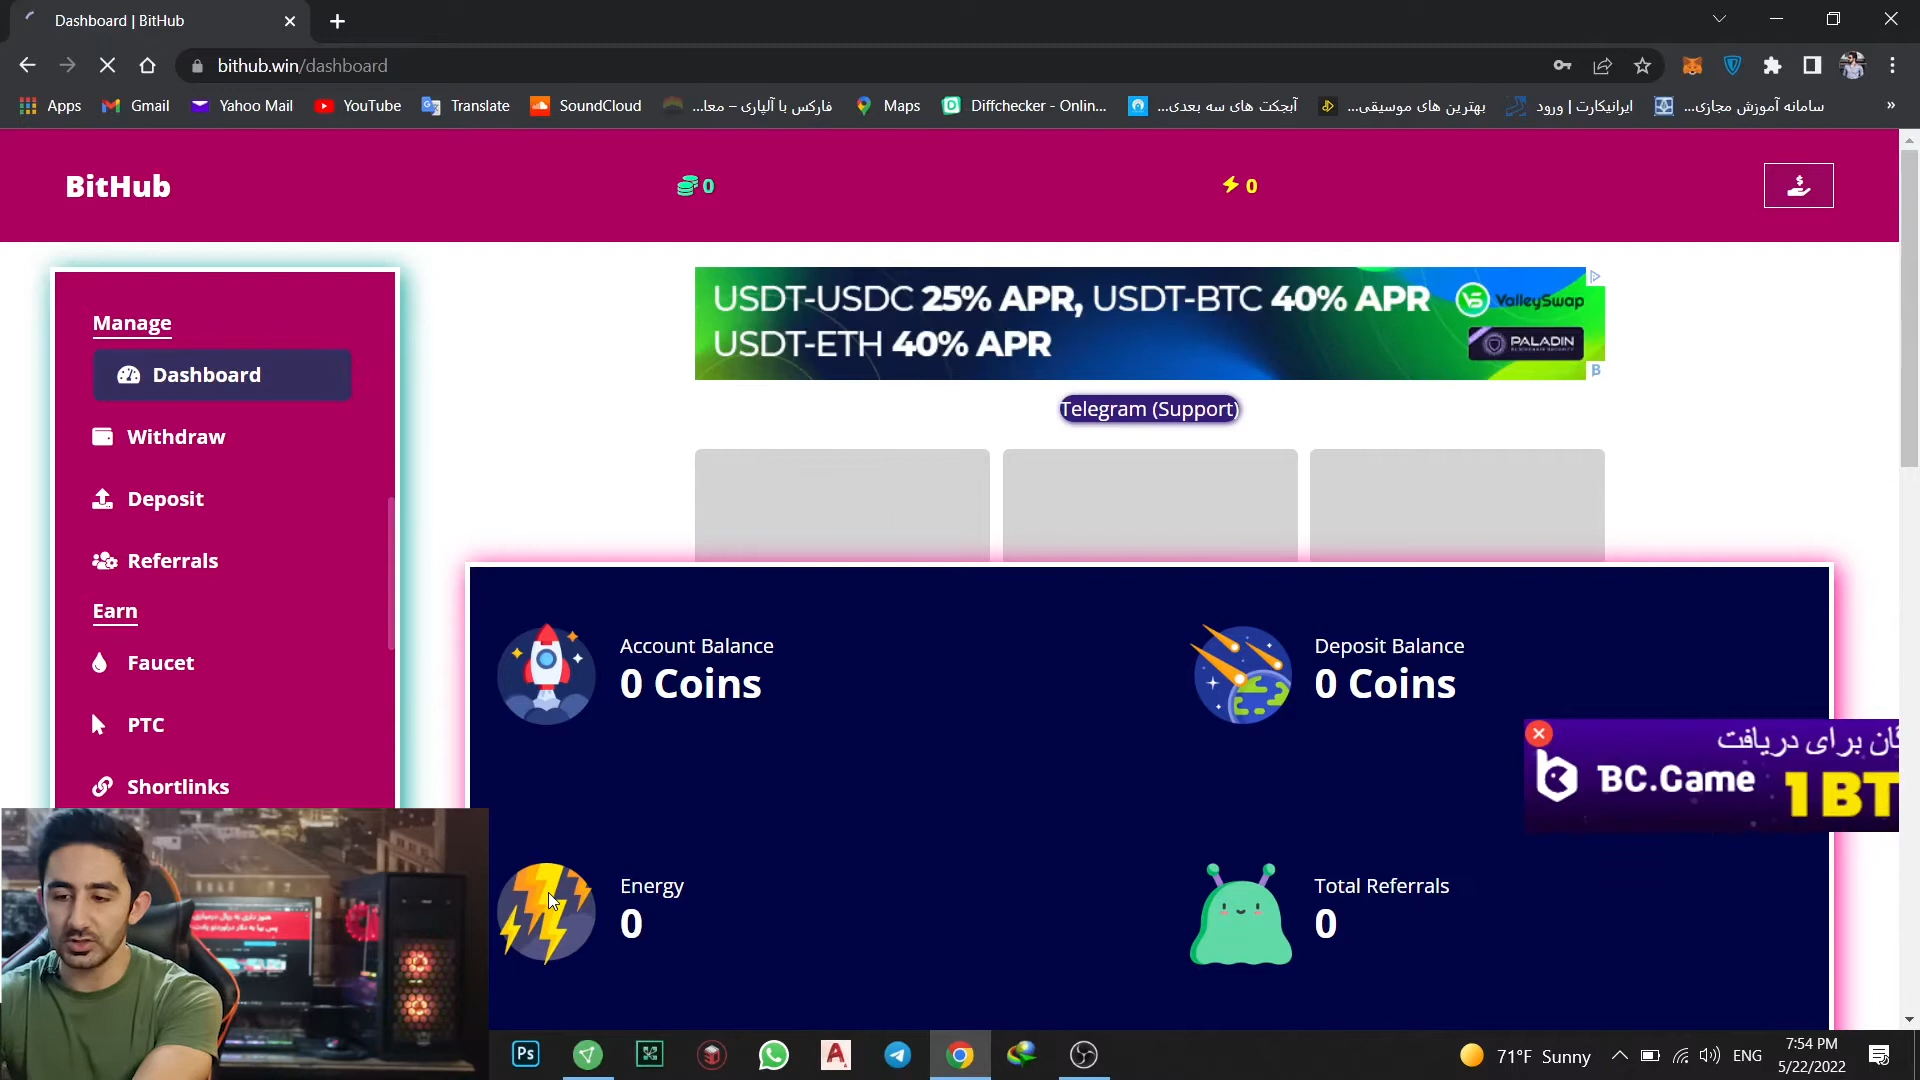 Dashboard | BitHub
bithub.win/dashboard
Apps
Gmail
Yahoo Mail
YouTube
Translate
SoundCloud
فارکس با آلپاری – معا...
Maps
Diffchecker - Onlin...
آبجکت های سه بعدی...
بهترین های موسیقی...
ایرانیکارت | ورود
سامانه آموزش مجازی...
BitHub
0
0
Manage
Dashboard
Withdraw
Deposit
Referrals
Earn
Faucet
PTC
Shortlinks
USDT-USDC 25% APR, USDT-BTC 40% APR
USDT-ETH 40% APR
ValleySwap
PALADIN
Telegram (Support)
Account Balance
0 Coins
Deposit Balance
0 Coins
Energy
0
Total Referrals
0
گان برای دریافت
BC.Game
1BT
Ps
71°F Sunny
ENG
7:54 PM
5/22/2022